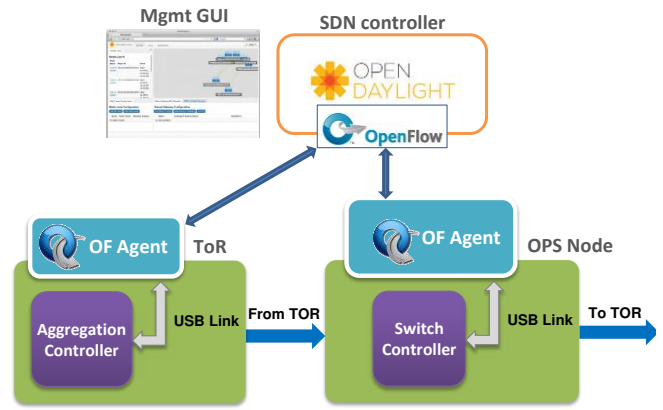 Mgmt GUI
SDN controller
OPEN
DAYLIGHT
OpenFlow
OF Agent
ToR
OF Agent
OPS Node
Aggregation
Controller
USB Link
From TOR
Switch
Controller
USB Link
To TOR